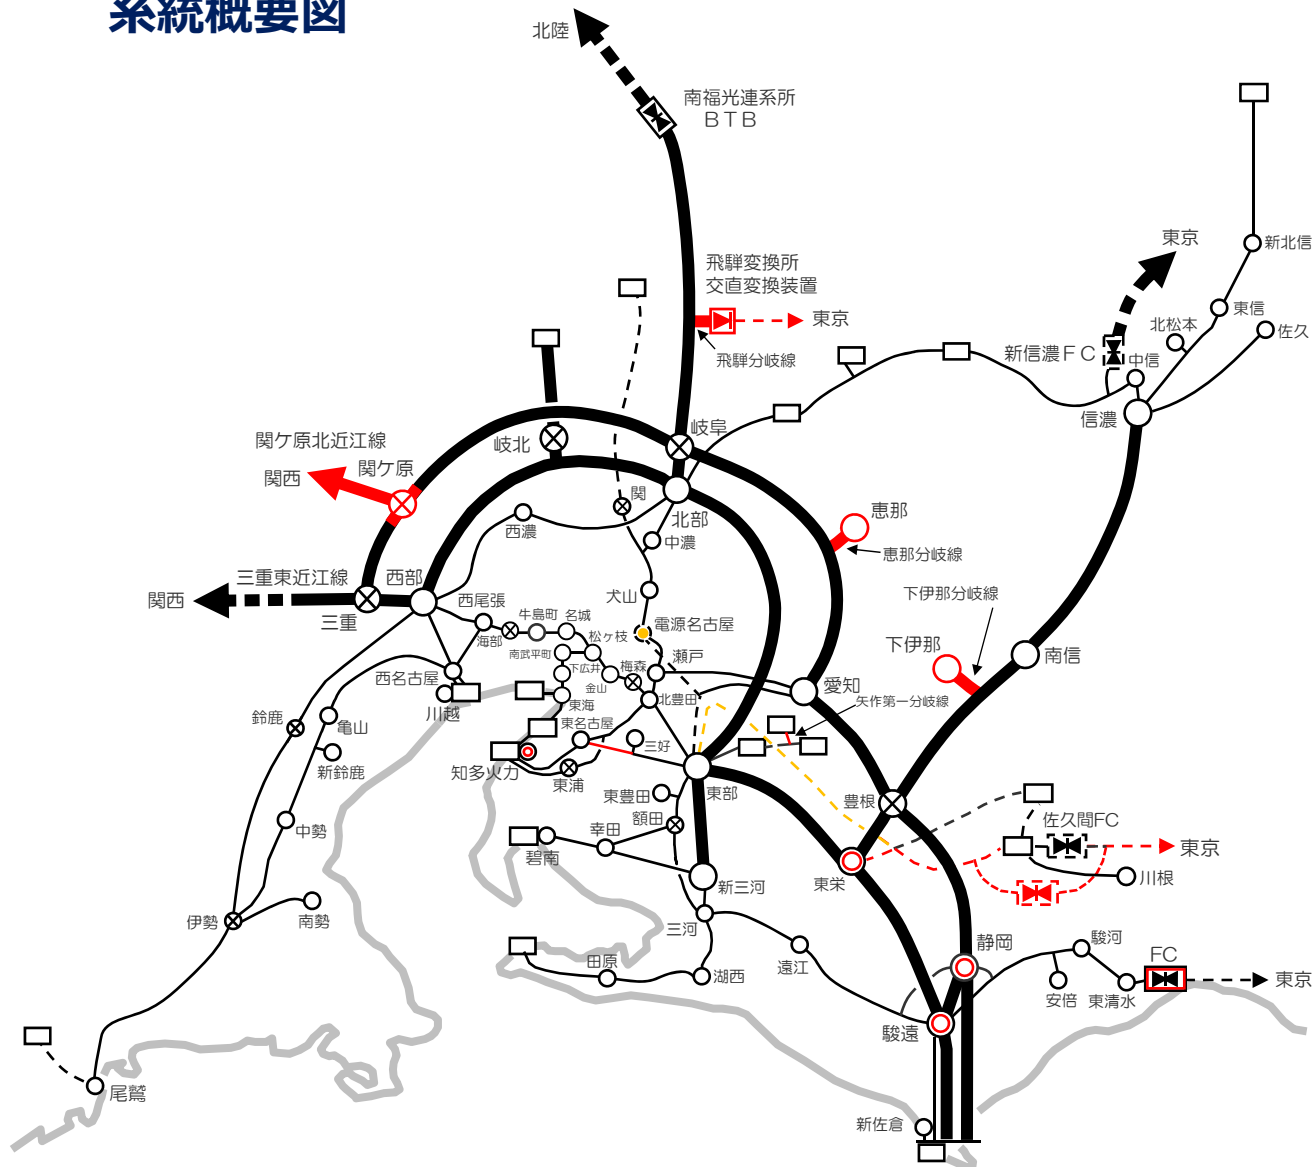 系統概要図
北陸
南福光連系所
ＢＴＢ
東京
新北信
飛騨変換所
交直変換装置
東京
東信
北松本
佐久
新信濃ＦＣ
中信
飛騨分岐線
信濃
岐阜
関ケ原北近江線
岐北
関ケ原
関西
関
北部
恵那
西濃
中濃
恵那分岐線
三重東近江線
西部
関西
犬山
下伊那分岐線
西尾張
牛島町
名城
三重
電源名古屋
海部
松ヶ枝
下伊那
南信
南武平町
瀬戸
下広井
梅森
西名古屋
金山
愛知
北豊田
矢作第一分岐線
川越
東海
鈴鹿
亀山
東名古屋
三好
新鈴鹿
知多火力
東浦
東部
東豊田
豊根
額田
佐久間FC
中勢
幸田
東京
碧南
東栄
川根
新三河
伊勢
南勢
三河
静岡
駿河
FC
田原
湖西
遠江
安倍
東清水
東京
駿遠
尾鷲
新佐倉